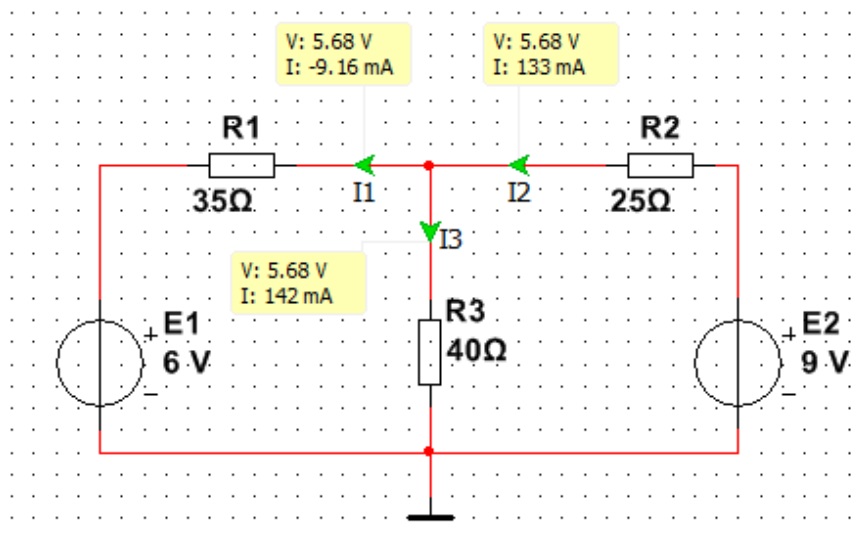 V: 5.68 V
I: -9.16 mA
V: 5.68 V
I: 133 mA
R1
R2
35Ω
I1
I2
25Ω
I3
V: 5.68 V
I: 142 mA
R3
40Ω
+ E1
6 V
−
+ E2
9 V
−